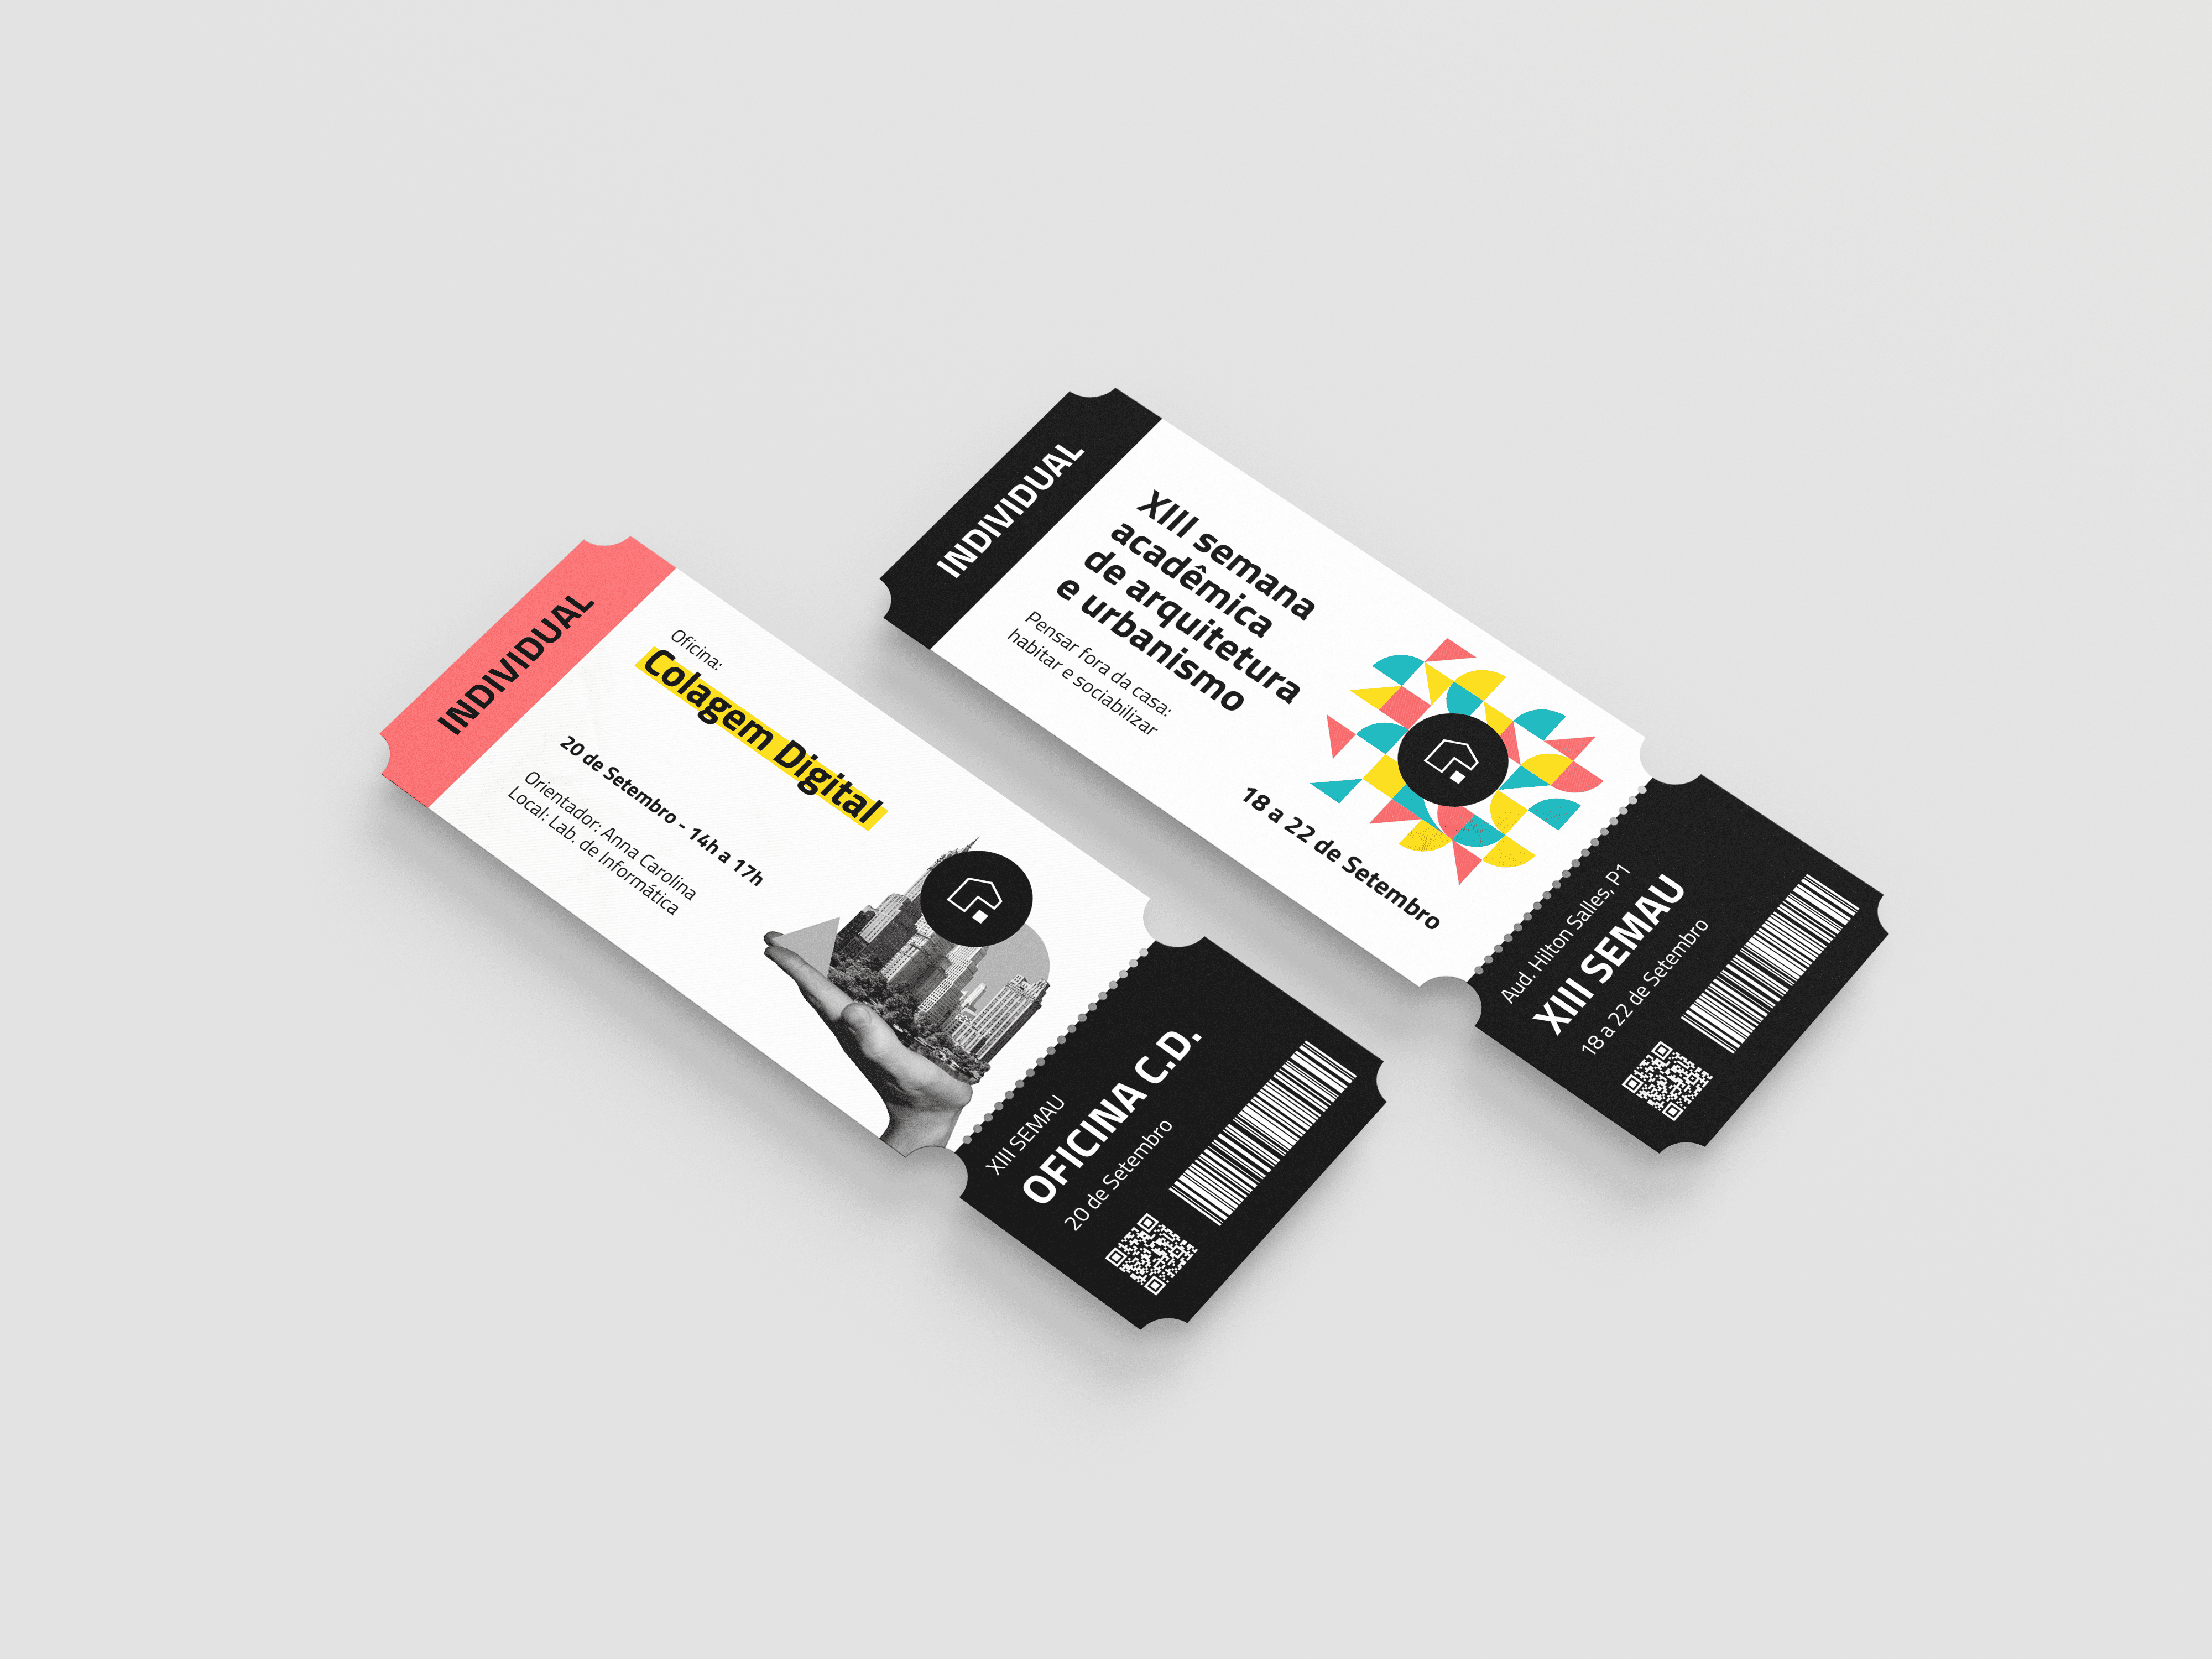 INDIVIDUAL
Oficina:
Colagem Digital
20 de Setembro - 14h a 17h
Orientador: Anna Carolina
Local: Lab. de Informática
XIII SEMAU
OFICINA C.D.
20 de Setembro
INDIVIDUAL
XIII semana
acadêmica
de arquitetura
e urbanismo
Pensar fora da casa:
habitar e sociabilizar
18 a 22 de Setembro
Aud. Hilton Salles, P1
XIII SEMAU
18 a 22 de Setembro